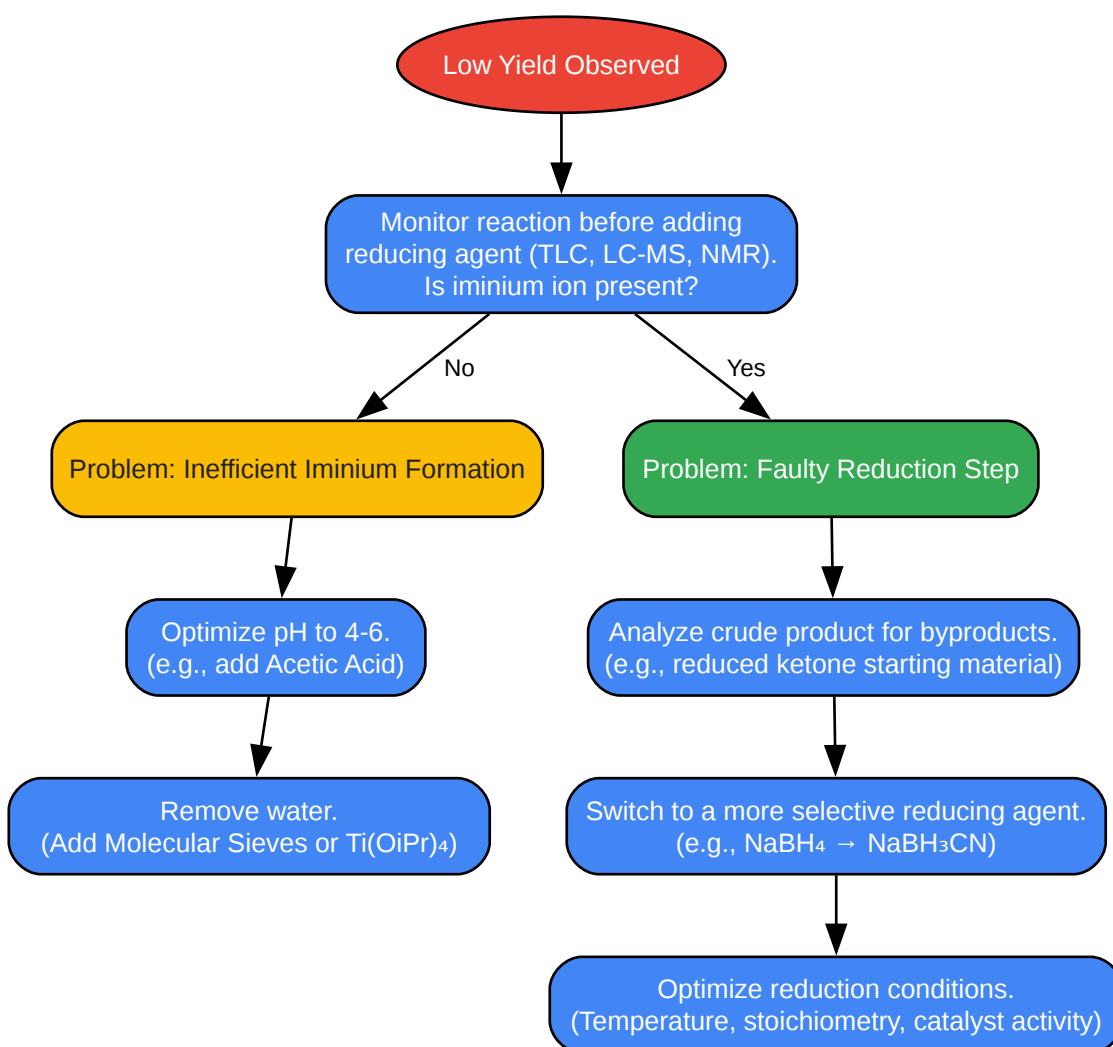 Low Yield Observed
Monitor reaction before adding
reducing agent (TLC, LC-MS, NMR).
Is iminium ion present?
No
Yes
Problem: Inefficient Iminium Formation
Problem: Faulty Reduction Step
Optimize pH to 4-6.
(e.g., add Acetic Acid)
Analyze crude product for byproducts.
(e.g., reduced ketone starting material)
Remove water.
(Add Molecular Sieves or Ti(OiPr)₄)
Switch to a more selective reducing agent.
(e.g., NaBH₄ → NaBH₃CN)
Optimize reduction conditions.
(Temperature, stoichiometry, catalyst activity)